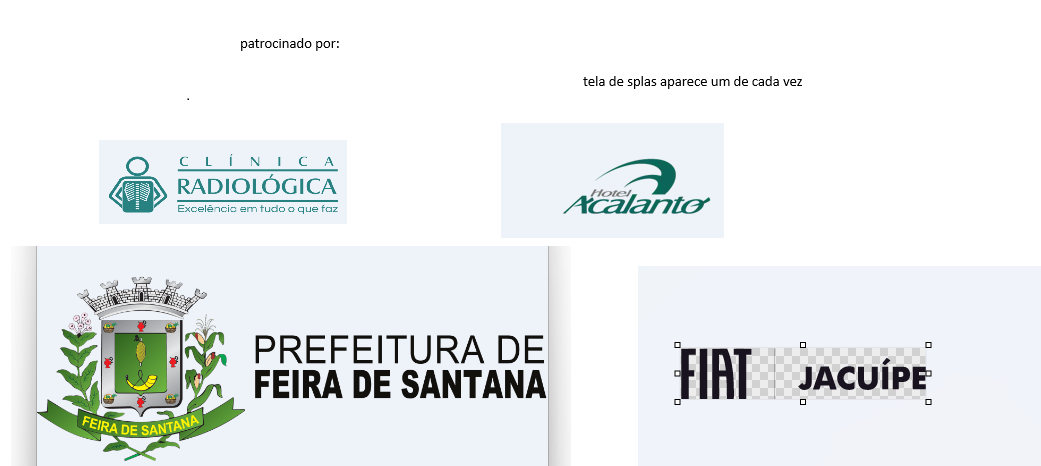 patrocinado por:
tela de splas aparece um de cada vez
.
CLÍNICA
RADIOLÓGICA
Excelência em tudo o que faz
Hotel
Acalanto
PREFEITURA DE
FEIRA DE SANTANA
FEIRA DE SANTANA
FIAT JACUÍPE